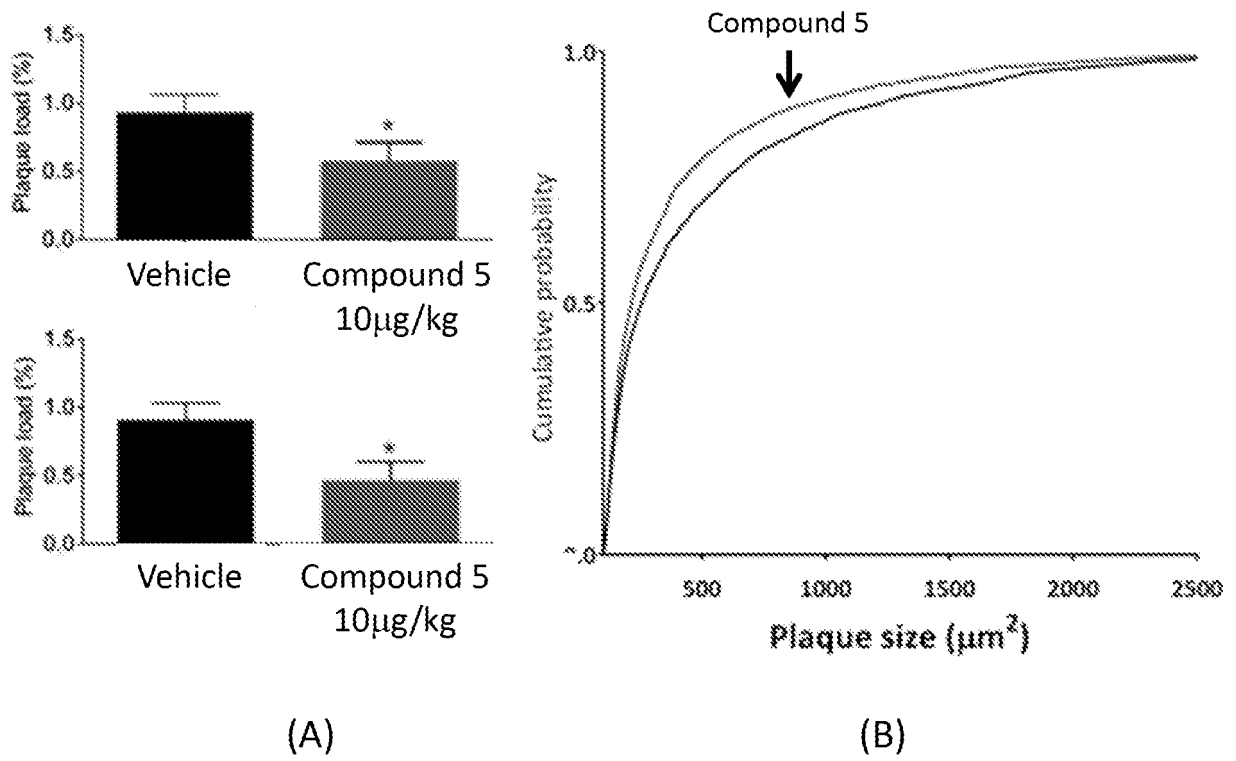 Plaque load (%)
1.5
1.0
0.5
0.0
*
Vehicle
Compound 5
10μg/kg
Plaque load (%)
1.5
1.0
0.5
0.0
*
Vehicle
Compound 5
10μg/kg
(A)
Compound 5
Cumulative probability
1.0
0.5
.0
500 1000 1500 2000 2500
Plaque size (μm²)
(B)